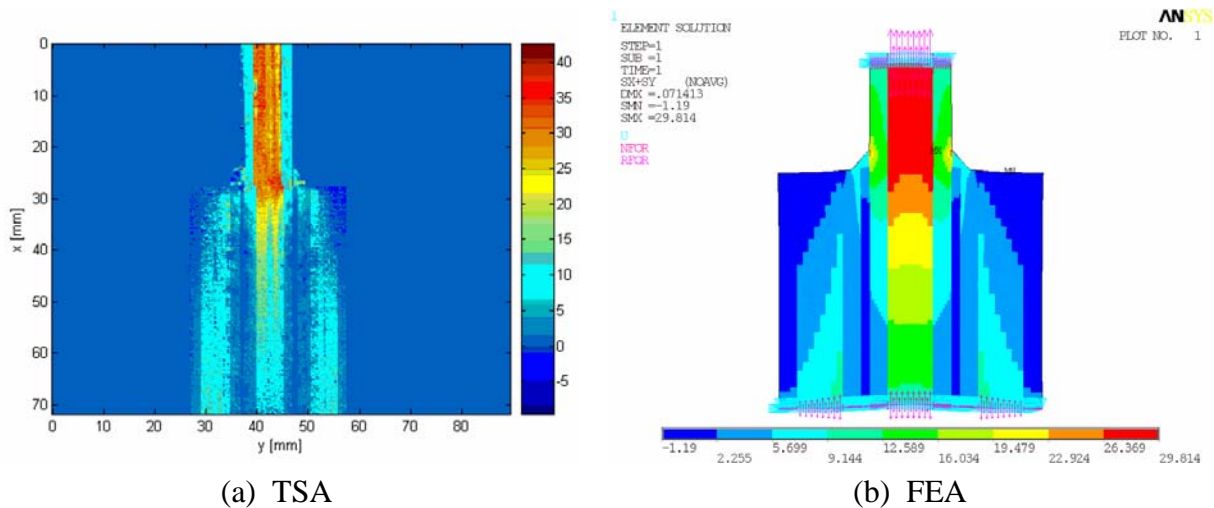 0
10
20
30
40
50
60
70
x [mm]
0 10 20 30 40 50 60 70 80
y [mm]
40
35
30
25
20
15
10
5
0
-5
1
ELEMENT SOLUTION
STEP=1
SUB =1
TIME=1
SX+SY (NOAVG)
DMX =.071413
SMN =-1.19
SMX =29.814
U
NFOR
RFOR
ANSYS
PLOT NO. 1
MX
MN
-1.19 5.699 12.589 19.479 26.369
2.255 9.144 16.034 22.924 29.814
(a) TSA
(b) FEA